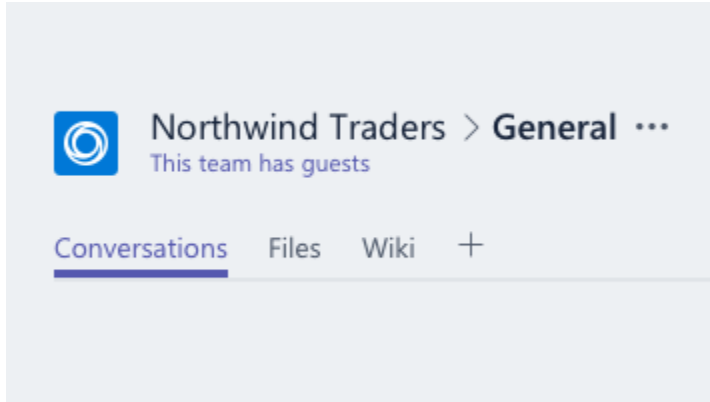 Northwind Traders > General ...
This team has guests
Conversations Files Wiki +